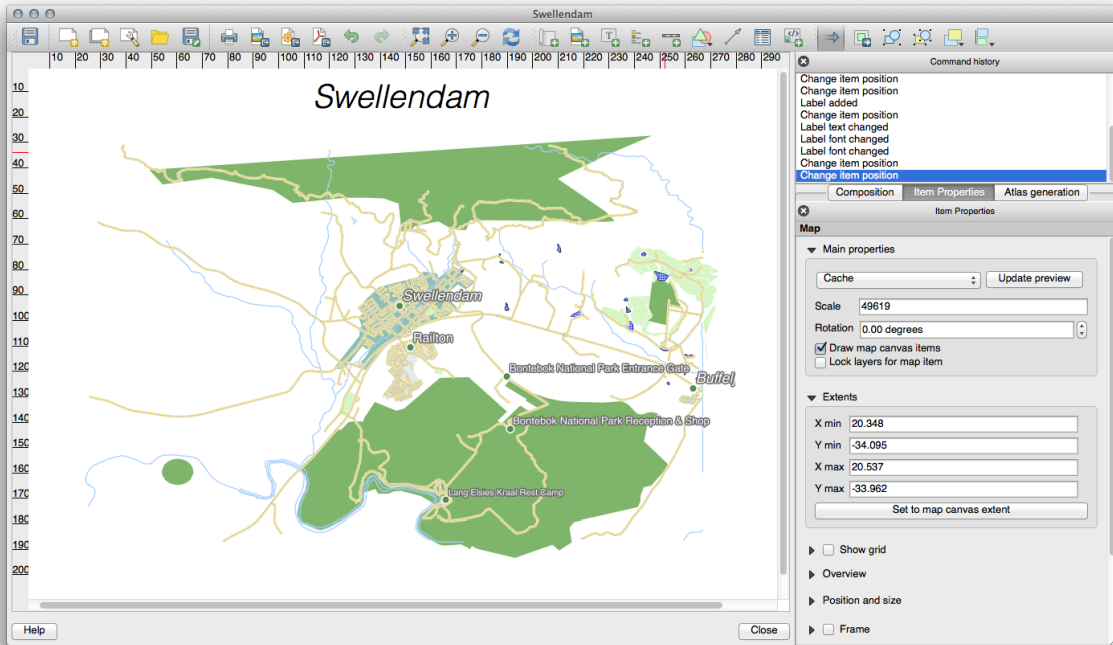 Swellendam
10 20 30 40 50 60 70 80 90 100 110 120 130 140 150 160 170 180 190 200 210 220 230 240 250 260 270 280 290
Command history
Change item position
Change item position
Label added
Change item position
Label text changed
Label font changed
Label font changed
Change item position
Change item position
Composition Item Properties Atlas generation
Item Properties
Map
Main properties
Cache Update preview
Scale 49619
Rotation 0.00 degrees
Draw map canvas items
Lock layers for map item
Extents
X min 20.348
Y min -34.095
X max 20.537
Y max -33.962
Set to map canvas extent
Show grid
Overview
Position and size
Frame
10
20
30
40
50
60
70
80
90
100
110
120
130
140
150
160
170
180
190
200
Swellendam
Swellendam
Railton
Bontebok National Park Entrance Gate
Buffelj
Bontebok National Park Reception & Shop
Lang Elsies Kraal Rest Camp
Help Close